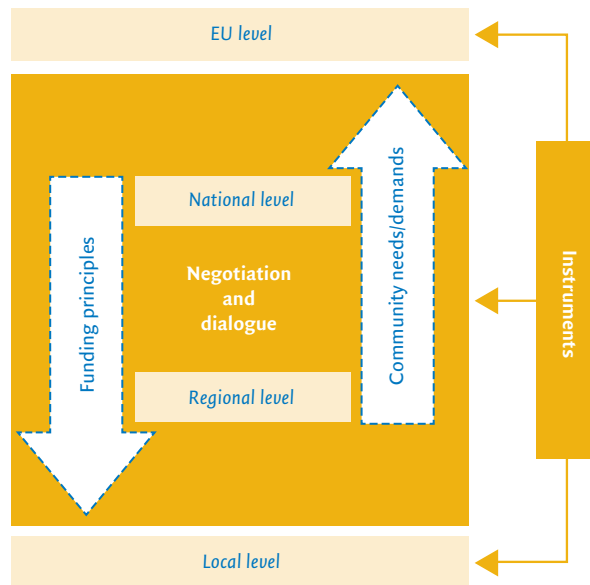 EU level
Funding principles
National level
Negotiation
and
dialogue
Regional level
Community needs/demands
Instruments
Local level